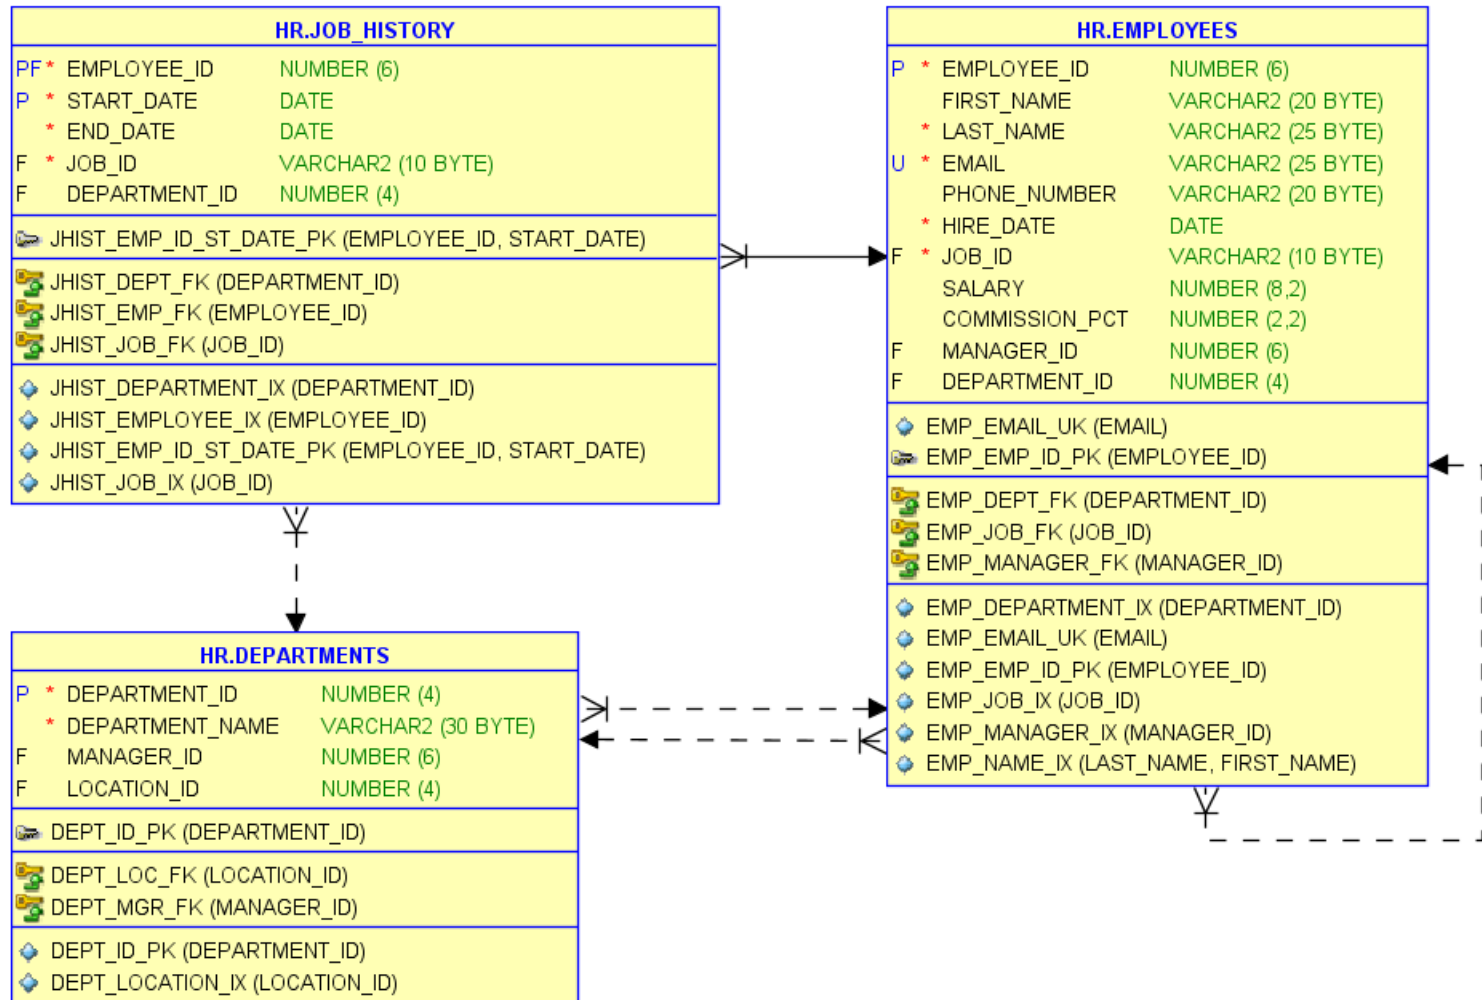 HR.JOB_HISTORY
PF * EMPLOYEE_ID NUMBER (6)
P * START_DATE DATE
* END_DATE DATE
F * JOB_ID VARCHAR2 (10 BYTE)
F DEPARTMENT_ID NUMBER (4)
JHIST_EMP_ID_ST_DATE_PK (EMPLOYEE_ID, START_DATE)
JHIST_DEPT_FK (DEPARTMENT_ID)
JHIST_EMP_FK (EMPLOYEE_ID)
JHIST_JOB_FK (JOB_ID)
JHIST_DEPARTMENT_IX (DEPARTMENT_ID)
JHIST_EMPLOYEE_IX (EMPLOYEE_ID)
JHIST_EMP_ID_ST_DATE_PK (EMPLOYEE_ID, START_DATE)
JHIST_JOB_IX (JOB_ID)
HR.EMPLOYEES
P * EMPLOYEE_ID NUMBER (6)
FIRST_NAME VARCHAR2 (20 BYTE)
* LAST_NAME VARCHAR2 (25 BYTE)
U * EMAIL VARCHAR2 (25 BYTE)
PHONE_NUMBER VARCHAR2 (20 BYTE)
* HIRE_DATE DATE
F * JOB_ID VARCHAR2 (10 BYTE)
SALARY NUMBER (8,2)
COMMISSION_PCT NUMBER (2,2)
F MANAGER_ID NUMBER (6)
F DEPARTMENT_ID NUMBER (4)
EMP_EMAIL_UK (EMAIL)
EMP_EMP_ID_PK (EMPLOYEE_ID)
EMP_DEPT_FK (DEPARTMENT_ID)
EMP_JOB_FK (JOB_ID)
EMP_MANAGER_FK (MANAGER_ID)
EMP_DEPARTMENT_IX (DEPARTMENT_ID)
EMP_EMAIL_UK (EMAIL)
EMP_EMP_ID_PK (EMPLOYEE_ID)
EMP_JOB_IX (JOB_ID)
EMP_MANAGER_IX (MANAGER_ID)
EMP_NAME_IX (LAST_NAME, FIRST_NAME)
HR.DEPARTMENTS
P * DEPARTMENT_ID NUMBER (4)
* DEPARTMENT_NAME VARCHAR2 (30 BYTE)
F MANAGER_ID NUMBER (6)
F LOCATION_ID NUMBER (4)
DEPT_ID_PK (DEPARTMENT_ID)
DEPT_LOC_FK (LOCATION_ID)
DEPT_MGR_FK (MANAGER_ID)
DEPT_ID_PK (DEPARTMENT_ID)
DEPT_LOCATION_IX (LOCATION_ID)